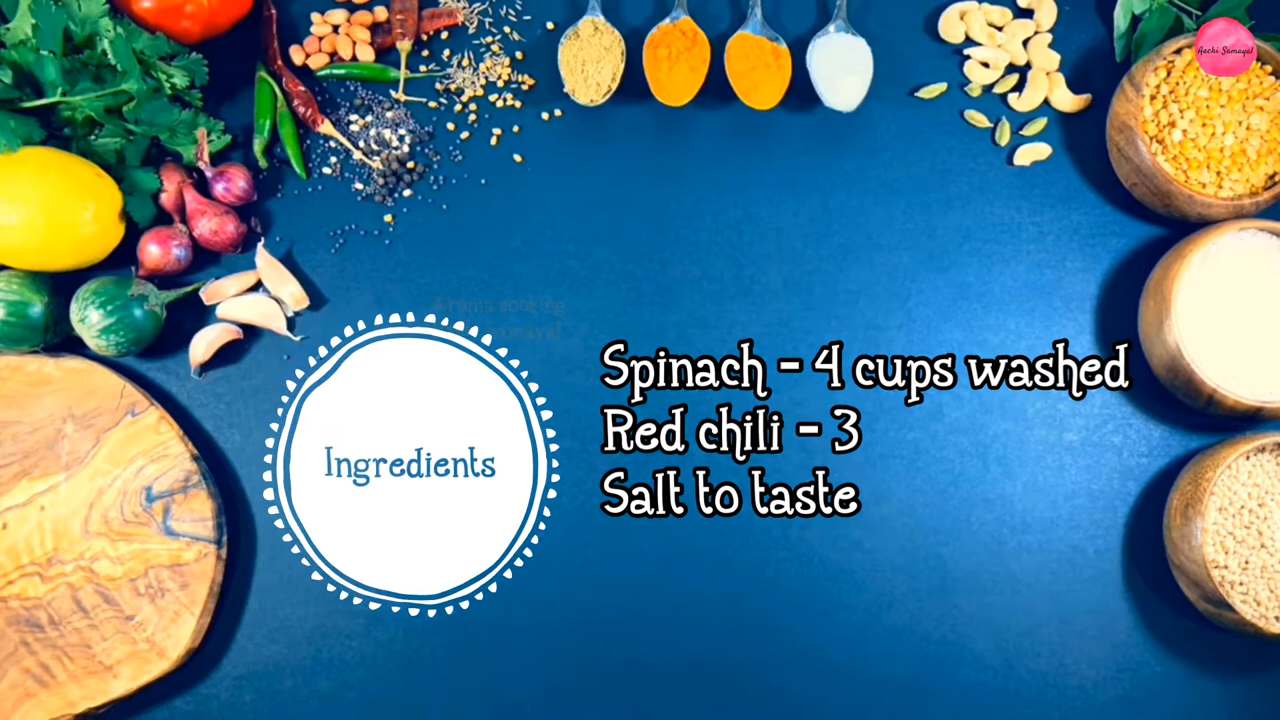 Aachi Samayal
Ingredients
Spinach - 4 cups washed
Red chili - 3
Salt to taste